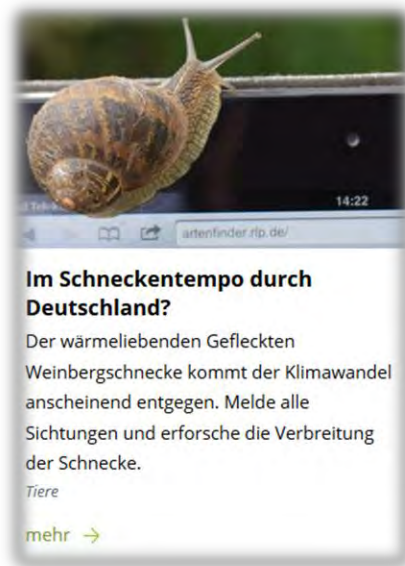 14:22
artenfinder.rlp.de/
Im Schneckentempo durch
Deutschland?
Der wärmeliebenden Gefleckten
Weinbergschnecke kommt der Klimawandel
anscheinend entgegen. Melde alle
Sichtungen und erforsche die Verbreitung
der Schnecke.
Tiere
mehr →